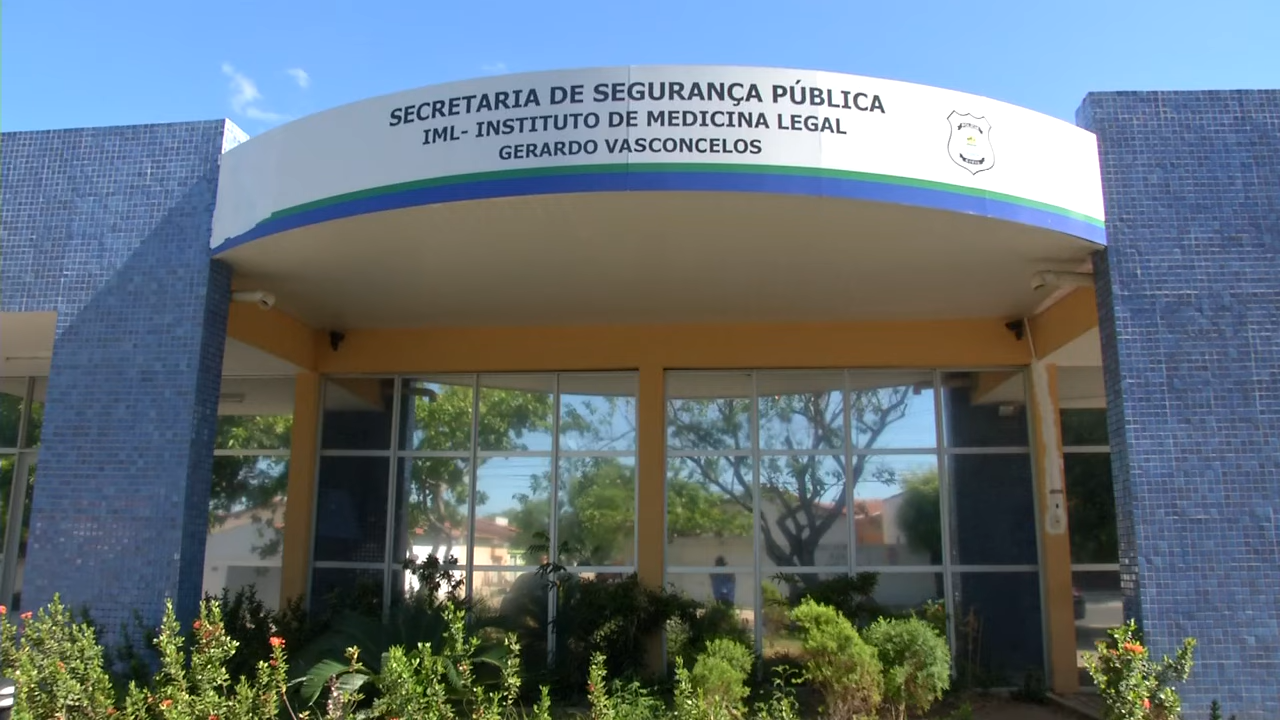 SECRETARIA DE SEGURANÇA PÚBLICA
IML- INSTITUTO DE MEDICINA LEGAL
GERARDO VASCONCELOS